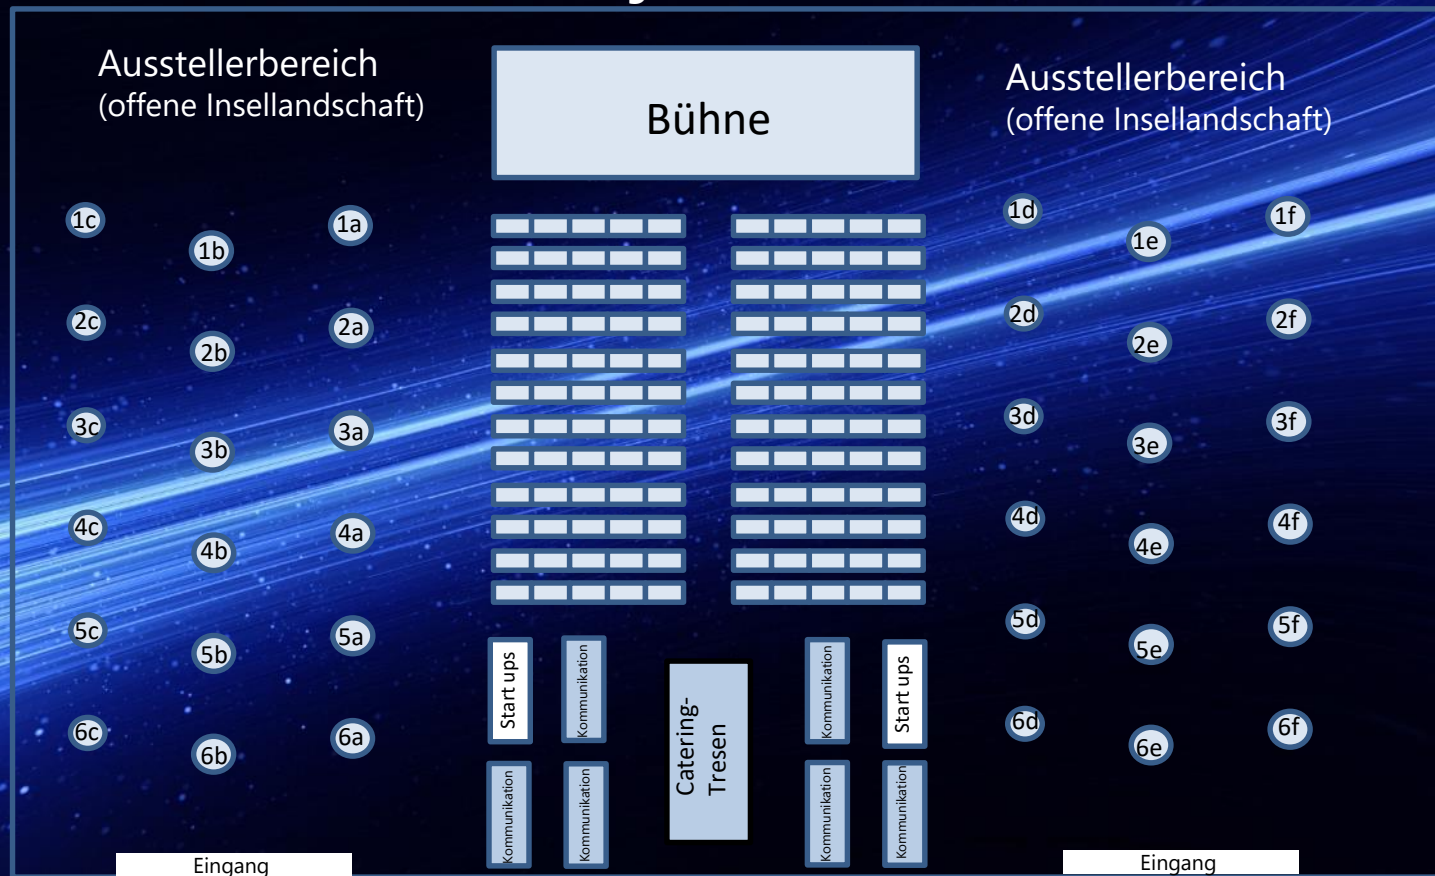 Ausstellerbereich
(offene Insellandschaft)
Bühne
Ausstellerbereich
(offene Insellandschaft)
1c
1b
1a
1d
1e
1f
2c
2b
2a
2d
2e
2f
3c
3b
3a
3d
3e
3f
4c
4b
4a
4d
4e
4f
5c
5b
5a
5d
5e
5f
6c
6b
6a
6d
6e
6f
Start ups
Kommunikation
Kommunikation
Start ups
Catering-
Tresen
Kommunikation
Kommunikation
Kommunikation
Kommunikation
Eingang
Eingang